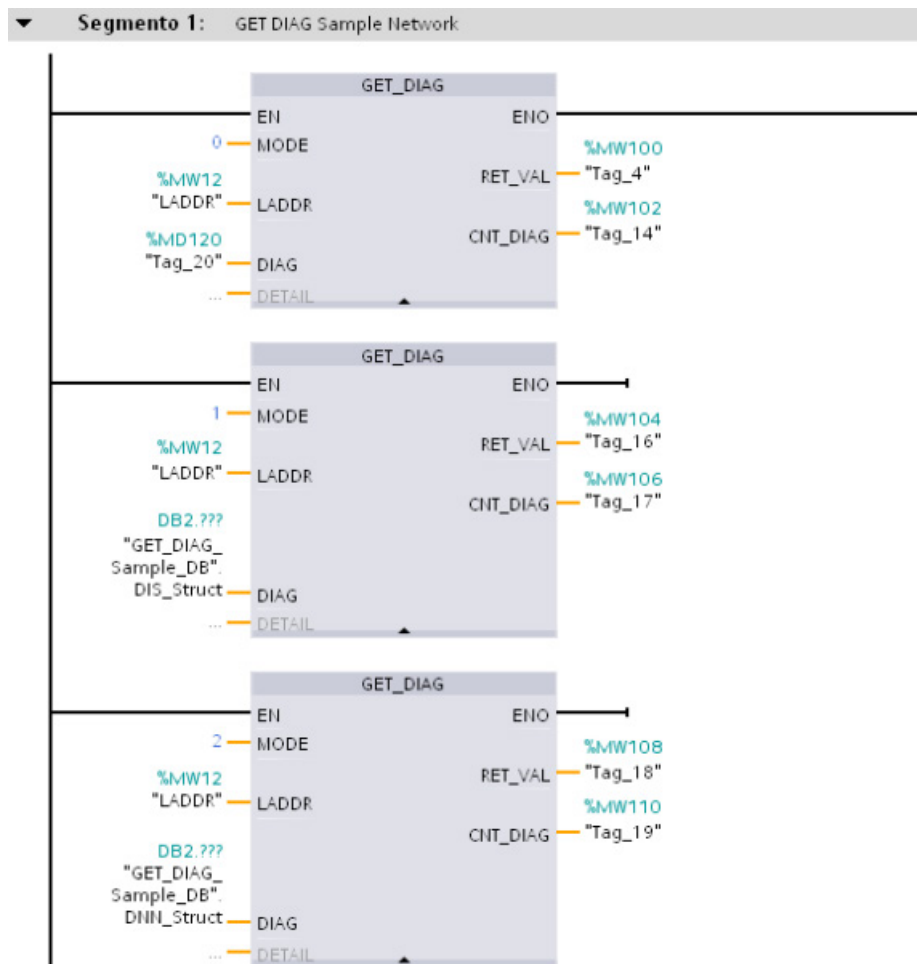 Segmento 1: GET DIAG Sample Network
GET_DIAG
EN ENO
0 MODE
%MW100
RET_VAL "Tag_4"
%MW12
"LADDR" LADDR
%MW102
CNT_DIAG "Tag_14"
%MD120
"Tag_20" DIAG
... DETAIL
GET_DIAG
EN ENO
1 MODE
%MW104
RET_VAL "Tag_16"
%MW12
"LADDR" LADDR
%MW106
CNT_DIAG "Tag_17"
DB2.???
"GET_DIAG_
Sample_DB".
DIS_Struct DIAG
... DETAIL
GET_DIAG
EN ENO
2 MODE
%MW108
RET_VAL "Tag_18"
%MW12
"LADDR" LADDR
%MW110
CNT_DIAG "Tag_19"
DB2.???
"GET_DIAG_
Sample_DB".
DNN_Struct DIAG
... DETAIL